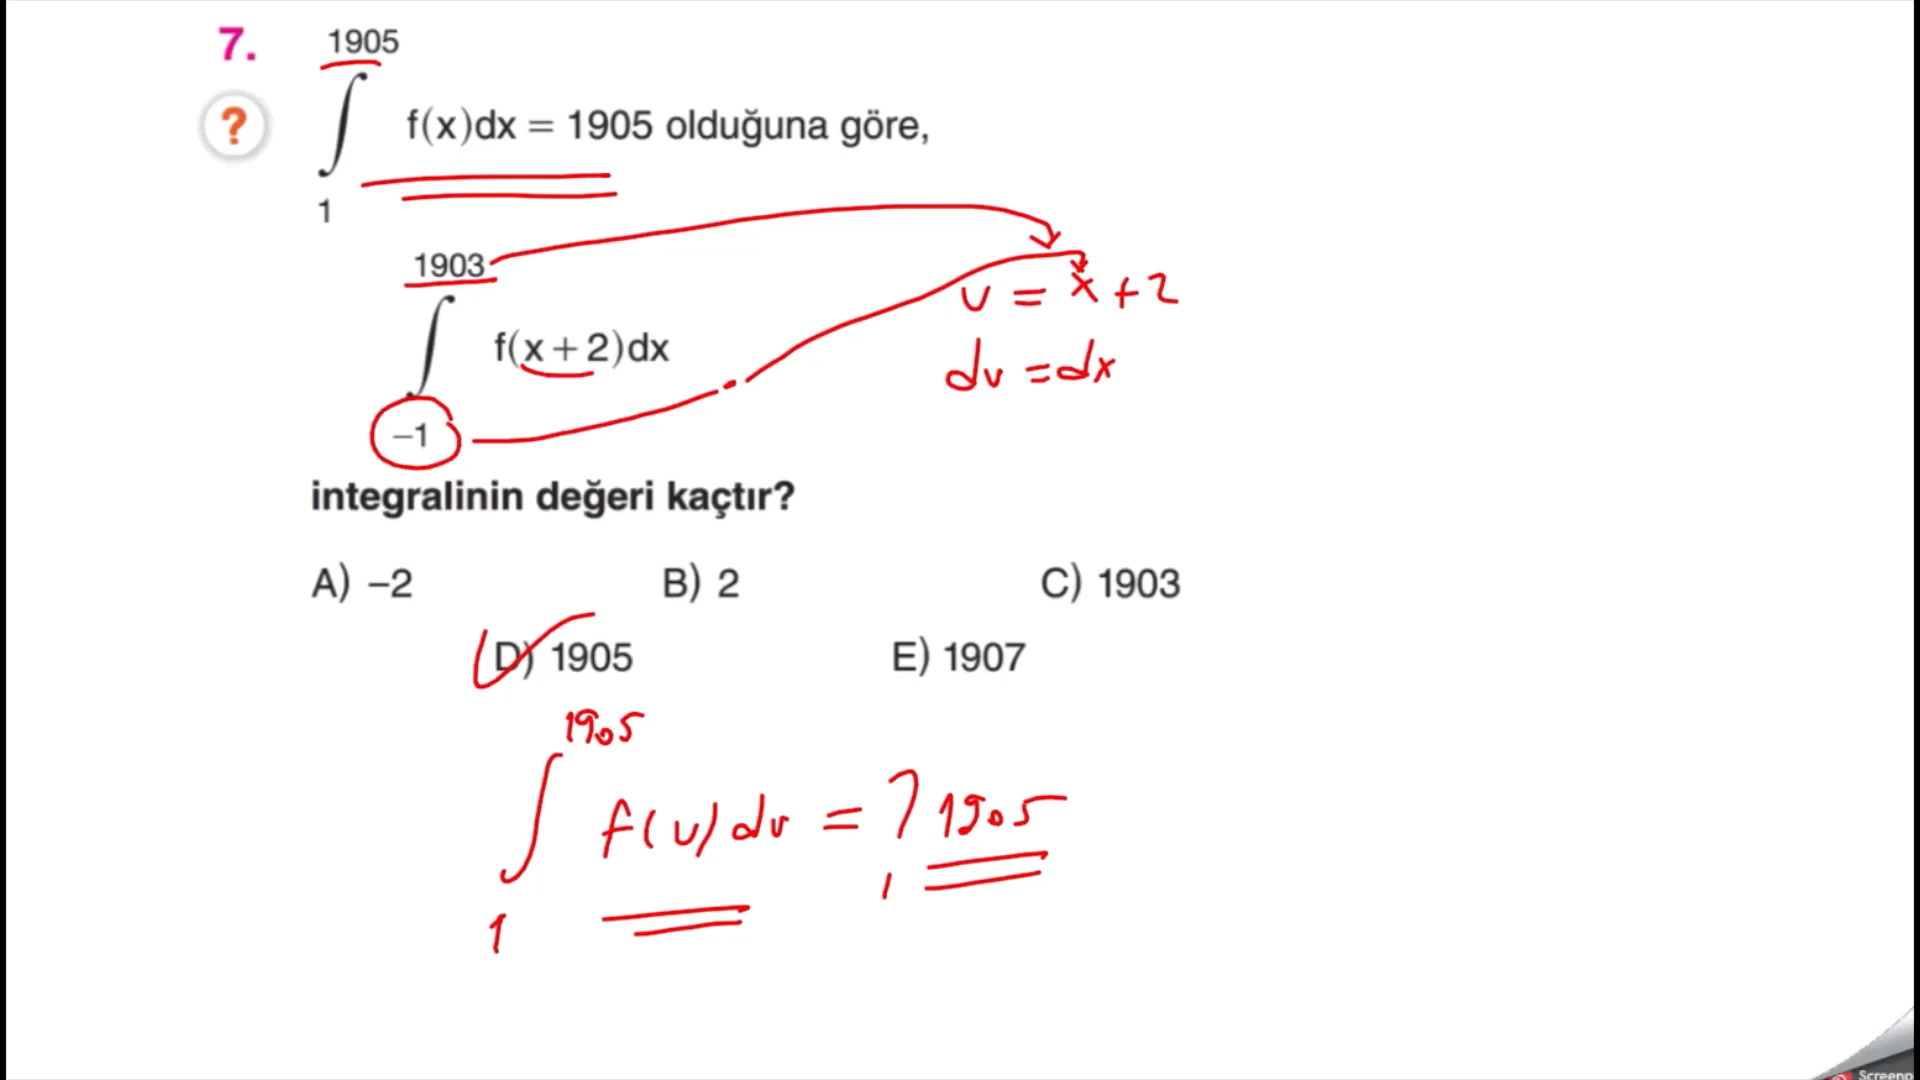 7.
1905
? ∫ f(x)dx = 1905 olduğuna göre,
1
1903
∫ f(x+2)dx
–1
u = x+2
du = dx
integralinin değeri kaçtır?
A) –2 B) 2 C) 1903
D) 1905 E) 1907
1905
∫ f(u) du = ? 1905
1